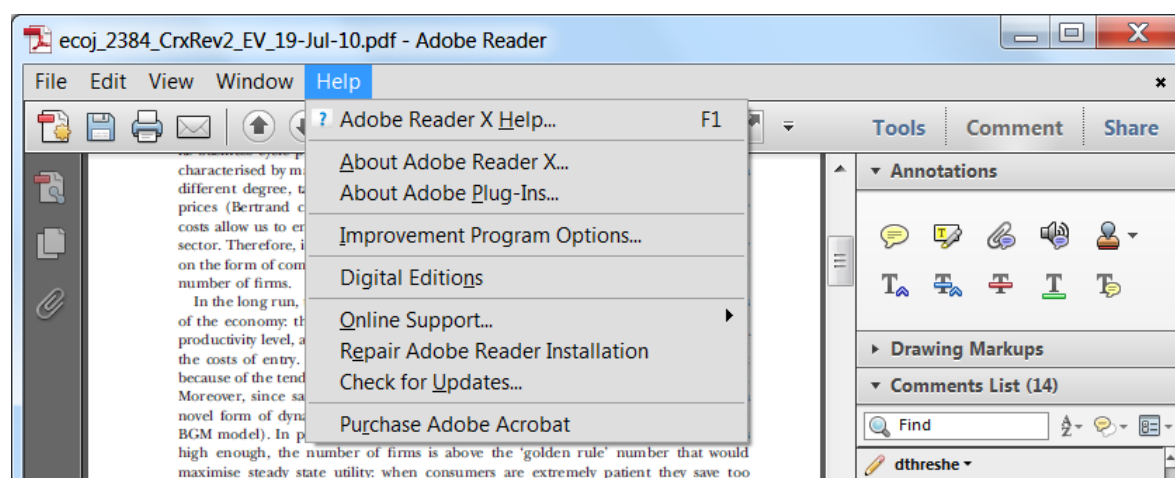 ecoj_2384_CrxRev2_EV_19-Jul-10.pdf - Adobe Reader
File Edit View Window Help
Adobe Reader X Help... F1
About Adobe Reader X...
About Adobe Plug-Ins...
Improvement Program Options...
Digital Editions
Online Support...
Repair Adobe Reader Installation
Check for Updates...
Purchase Adobe Acrobat
Tools Comment Share
Annotations
Drawing Markups
Comments List (14)
Find
dthreshe
characterised by m
different degree, t
prices (Bertrand c
costs allow us to er
sector. Therefore, i
on the form of com
number of firms.
In the long run,
of the economy: th
productivity level, a
the costs of entry.
because of the tend
Moreover, since sa
novel form of dyna
BGM model). In p
high enough, the number of firms is above the 'golden rule' number that would
maximise steady state utility: when consumers are extremely patient they save too